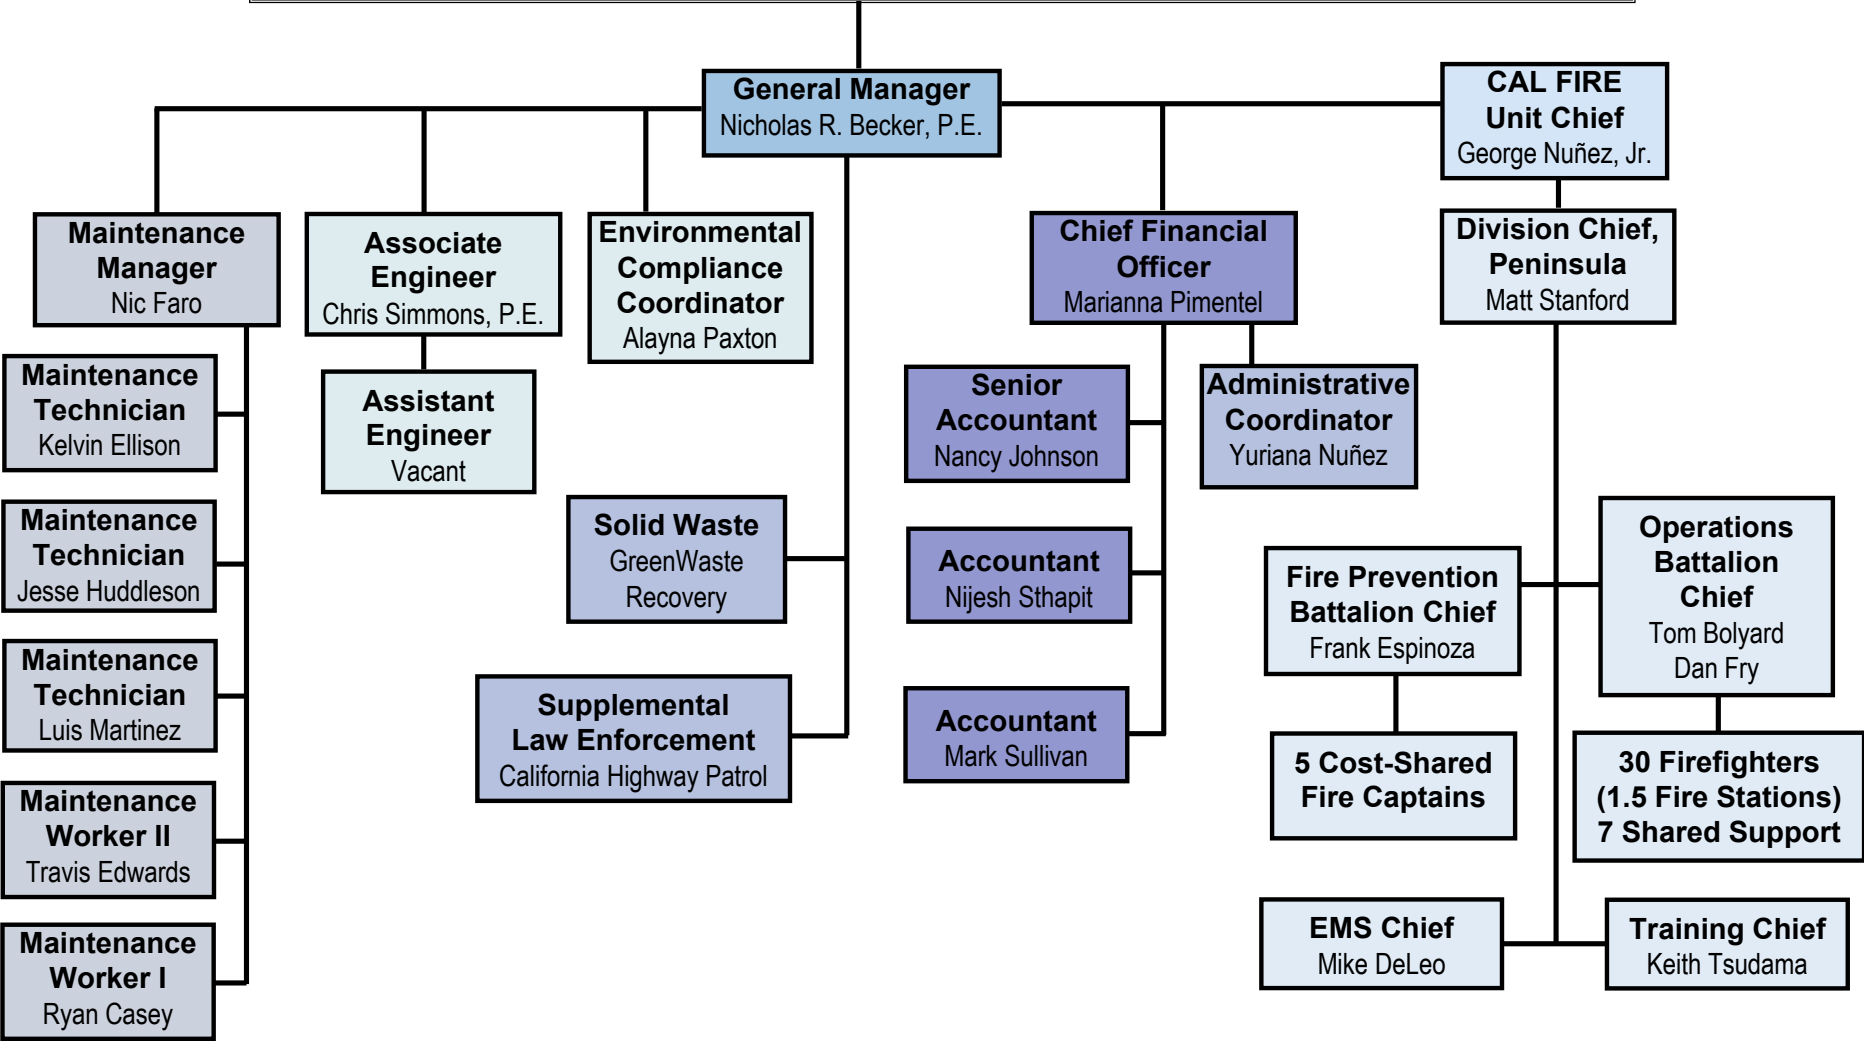 General Manager
Nicholas R. Becker, P.E.
CAL FIRE
Unit Chief
George Nuñez, Jr.
Maintenance
Manager
Nic Faro
Associate
Engineer
Chris Simmons, P.E.
Environmental
Compliance
Coordinator
Alayna Paxton
Chief Financial
Officer
Marianna Pimentel
Division Chief,
Peninsula
Matt Stanford
Maintenance
Technician
Kelvin Ellison
Assistant
Engineer
Vacant
Senior
Accountant
Nancy Johnson
Administrative
Coordinator
Yuriana Nuñez
Maintenance
Technician
Jesse Huddleson
Solid Waste
GreenWaste
Recovery
Accountant
Nijesh Sthapit
Fire Prevention
Battalion Chief
Frank Espinoza
Operations
Battalion
Chief
Tom Bolyard
Dan Fry
Maintenance
Technician
Luis Martinez
Supplemental
Law Enforcement
California Highway Patrol
Accountant
Mark Sullivan
5 Cost-Shared
Fire Captains
30 Firefighters
(1.5 Fire Stations)
7 Shared Support
Maintenance
Worker II
Travis Edwards
Maintenance
Worker I
Ryan Casey
EMS Chief
Mike DeLeo
Training Chief
Keith Tsudama